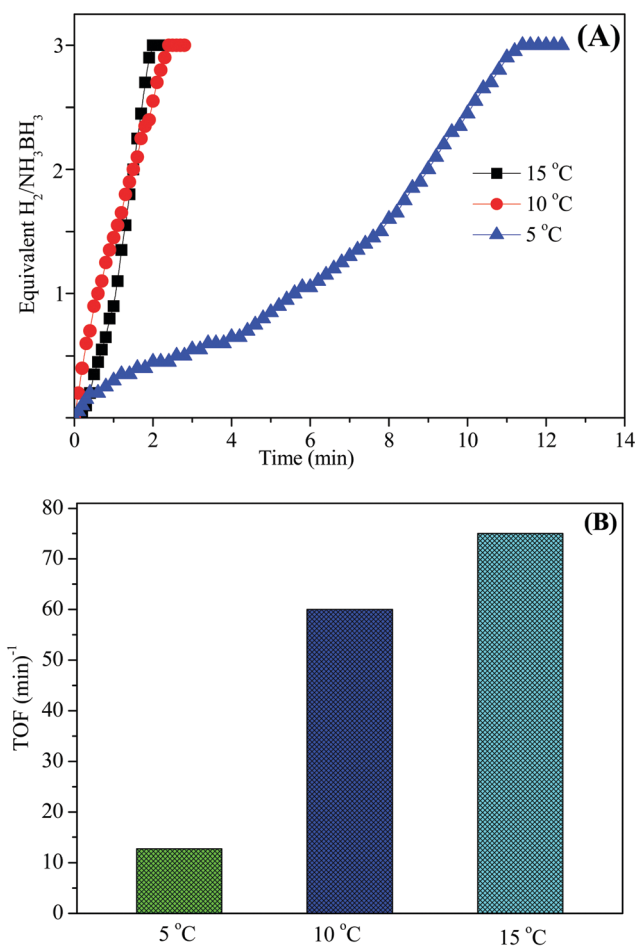 (A)
Equivalent H2/NH3BH3
3
2
1
15 °C
10 °C
5 °C
0 2 4 6 8 10 12 14
Time (min)
(B)
TOF (min)-1
80
70
60
50
40
30
20
10
0
5 °C 10 °C 15 °C